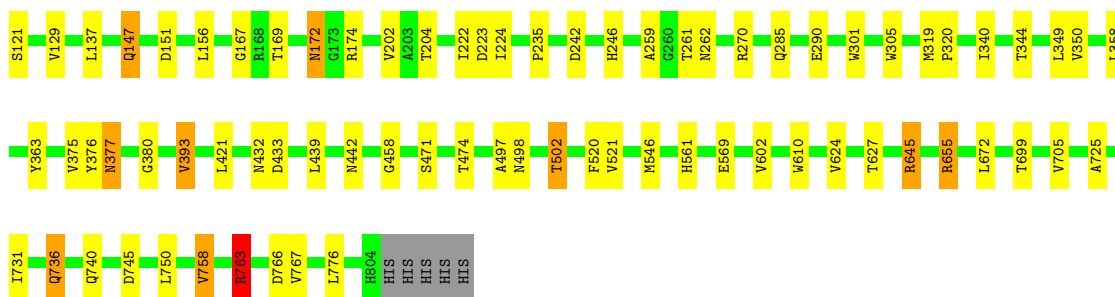 S121 V129 L137 Q147 D151 L156 G167 R168 T169 N172 G173 R174 V202 A203 T204 I222 D223 I224 P235 D242 H246 A259 G260 T261 N262 R270 Q285 E290 W301 W305 M319 P320 I340 T344 L349 V350 L358
Y363 V375 Y376 N377 G380 V393 L421 N432 D433 L439 N442 G458 S471 T474 A497 N498 T502 F520 V521 M546 H561 E569 V602 W610 V624 T627 R645 R655 L672 T699 V705 A725
I731 Q736 Q740 D745 L750 V758 R763 D766 V767 L776 H804 HIS HIS HIS HIS HIS